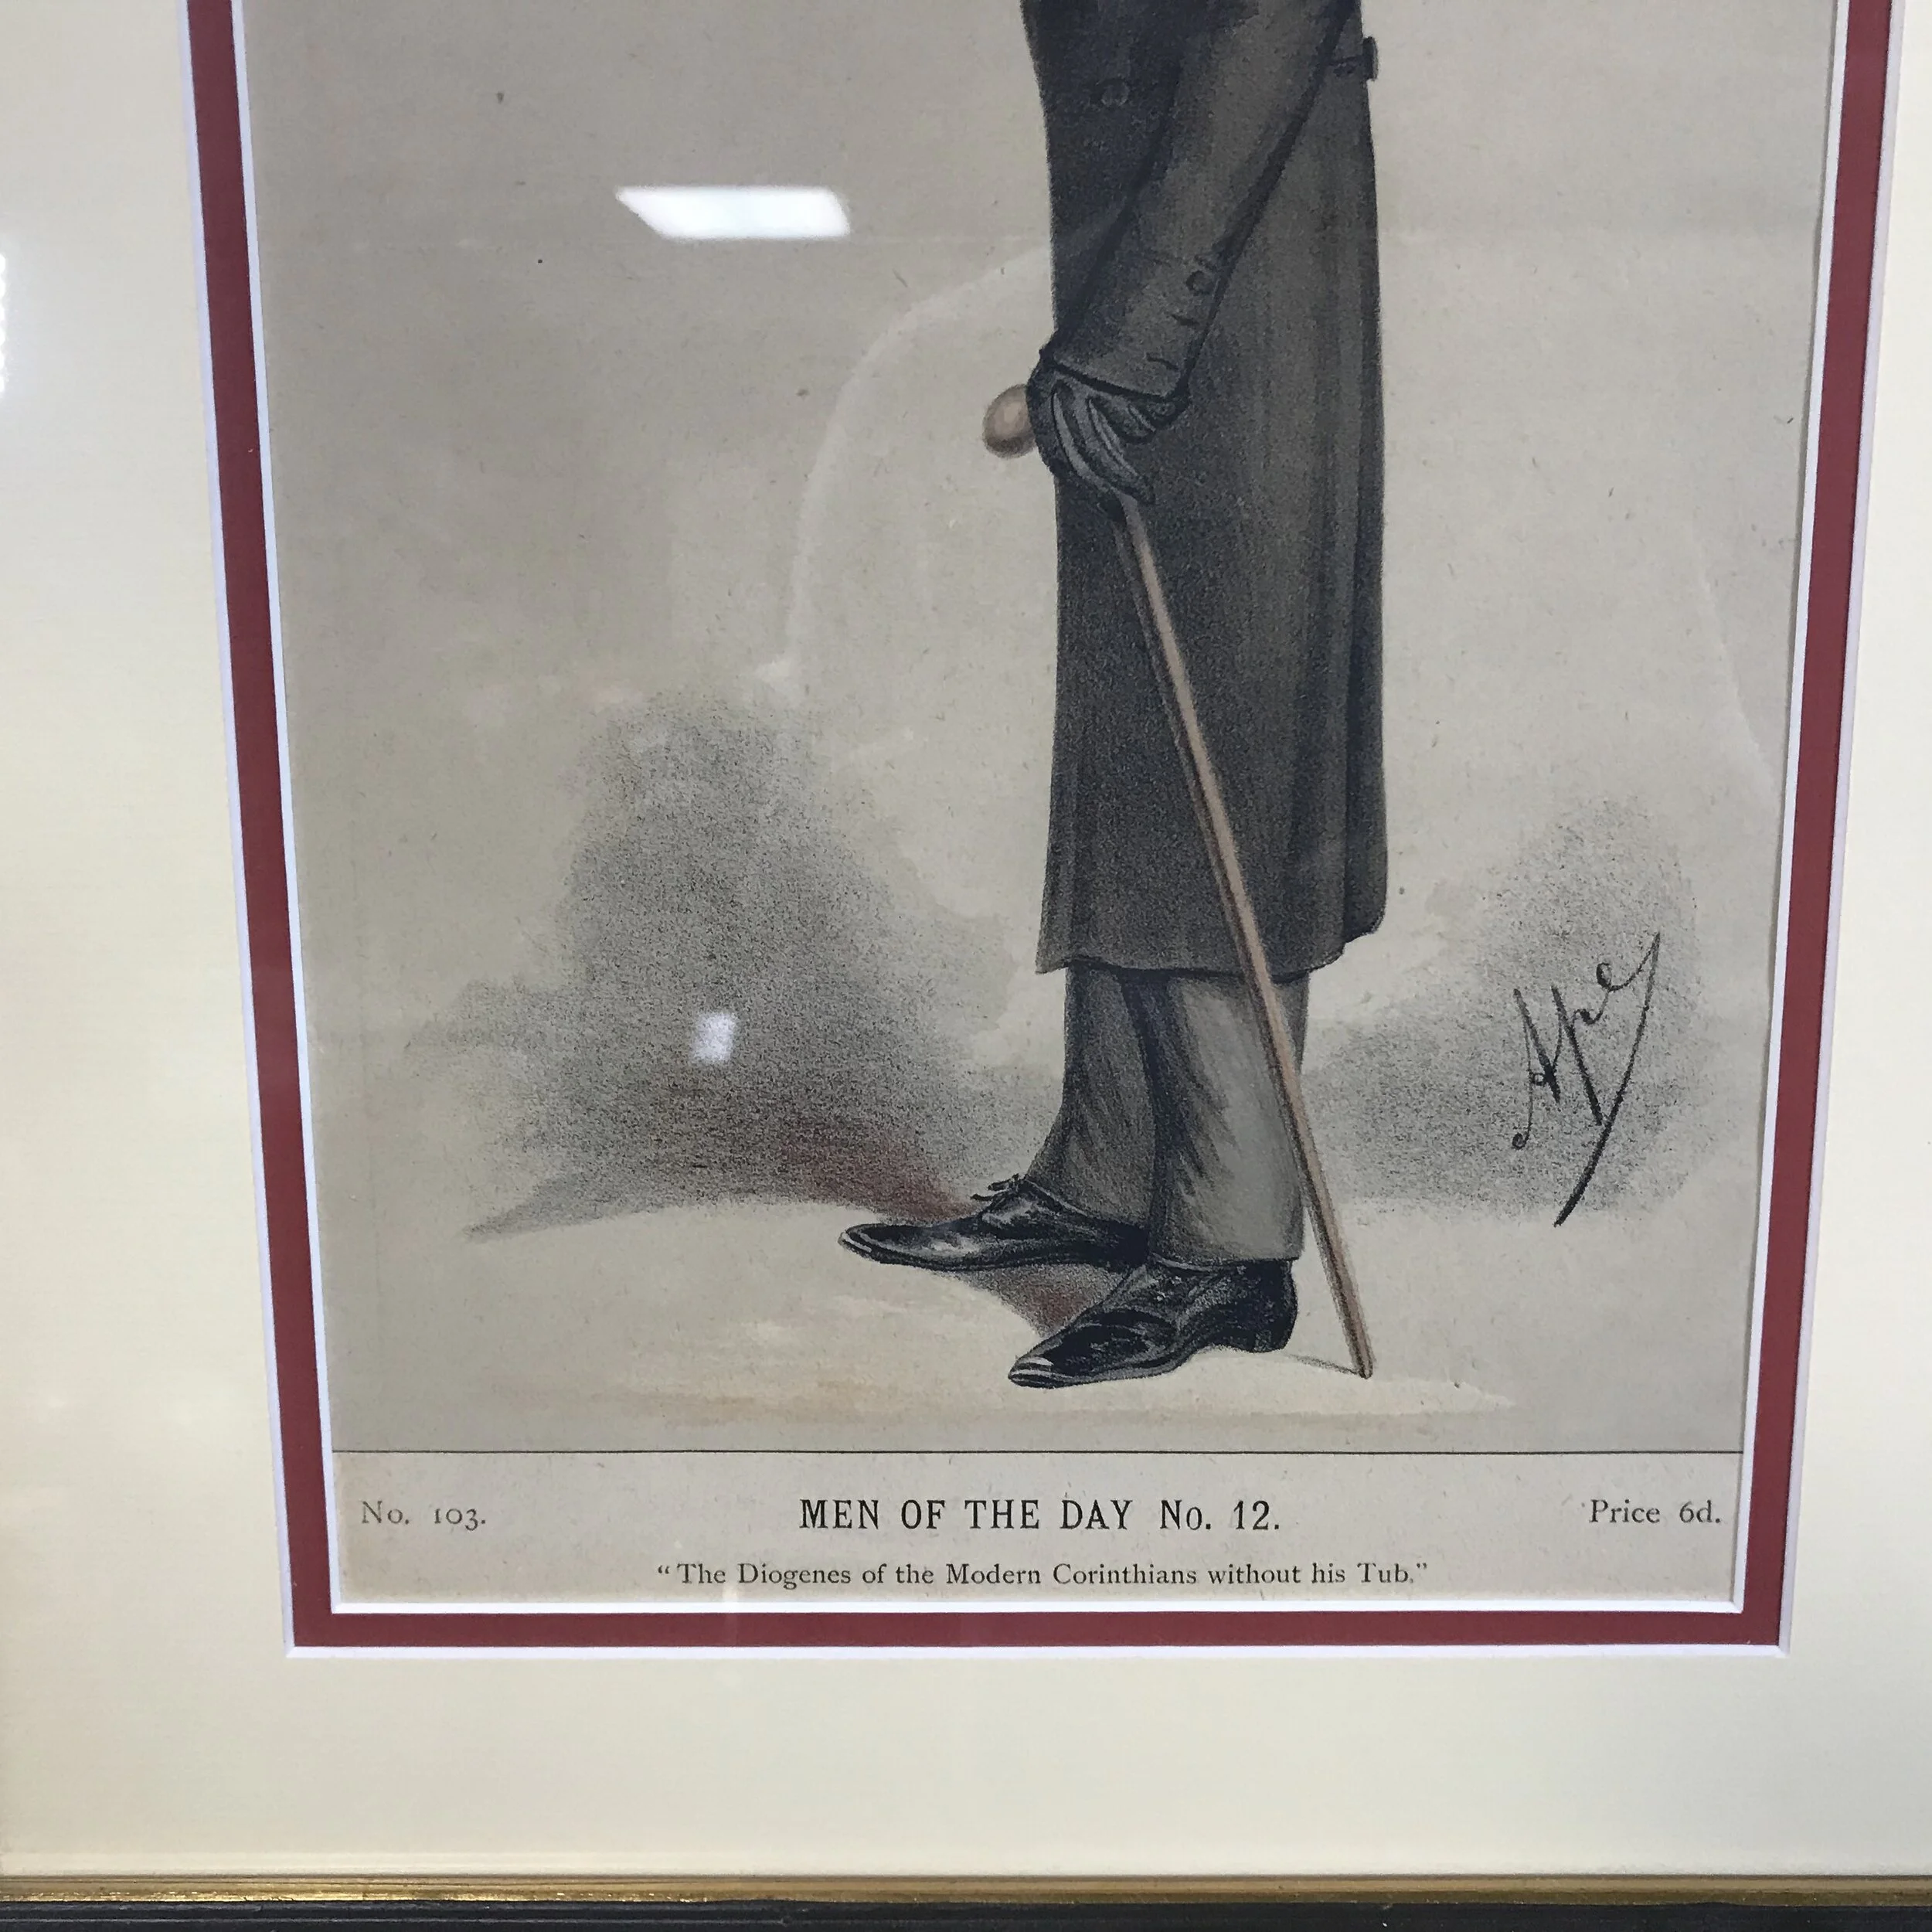 Ape
No. 103. MEN OF THE DAY No. 12. Price 6d.
“The Diogenes of the Modern Corinthians without his Tub.”